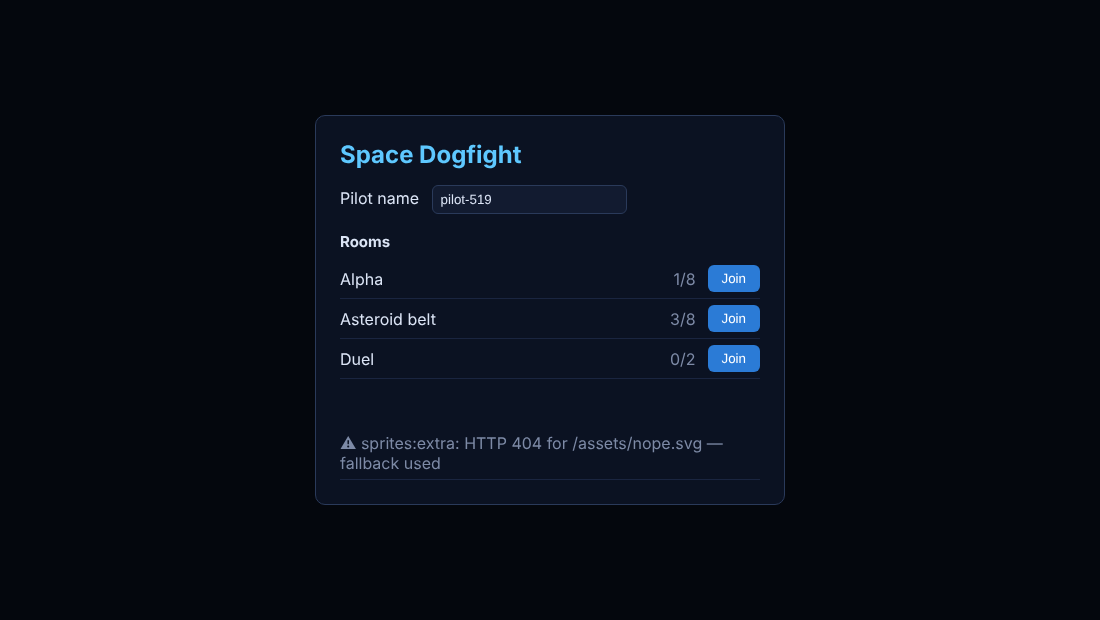 Space Dogfight
Pilot name pilot-519
Rooms
Alpha 1/8 Join
Asteroid belt 3/8 Join
Duel 0/2 Join
⚠ sprites:extra: HTTP 404 for /assets/nope.svg —
fallback used